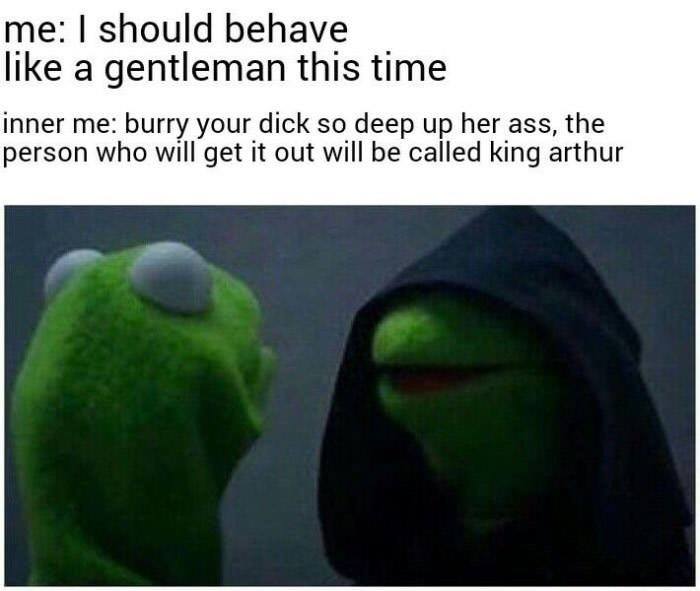 me: I should behave
like a gentleman this time
inner me: burry your dick so deep up her ass, the
person who will get it out will be called king arthur